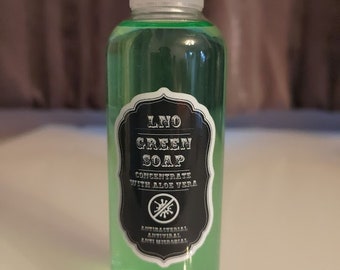 LNO
GREEN
SOAP
CONCENTRATE
WITH ALOE VERA
ANTIBACTERIAL
ANTIVIRAL
ANTI MICROBIAL